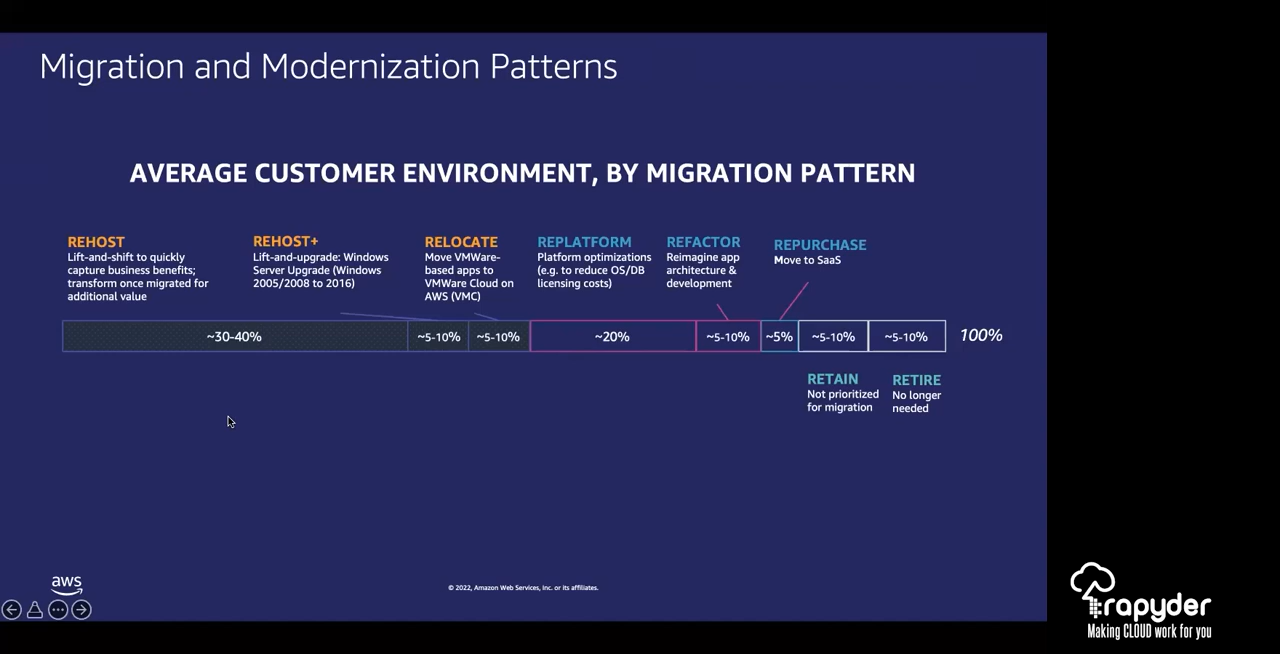 Migration and Modernization Patterns
AVERAGE CUSTOMER ENVIRONMENT, BY MIGRATION PATTERN
REHOST
Lift-and-shift to quickly
capture business benefits;
transform once migrated for
additional value
REHOST+
Lift-and-upgrade: Windows
Server Upgrade (Windows
2005/2008 to 2016)
RELOCATE
Move VMWare-
based apps to
VMWare Cloud on
AWS (VMC)
REPLATFORM
Platform optimizations
(e.g. to reduce OS/DB
licensing costs)
REFACTOR
Reimagine app
architecture &
development
REPURCHASE
Move to SaaS
~30-40%
~5-10%
~5-10%
~20%
~5-10%
~5%
~5-10%
~5-10%
100%
RETAIN
Not prioritized
for migration
RETIRE
No longer
needed
aws
© 2022, Amazon Web Services, Inc. or its affiliates.
rapyder
Making CLOUD work for you